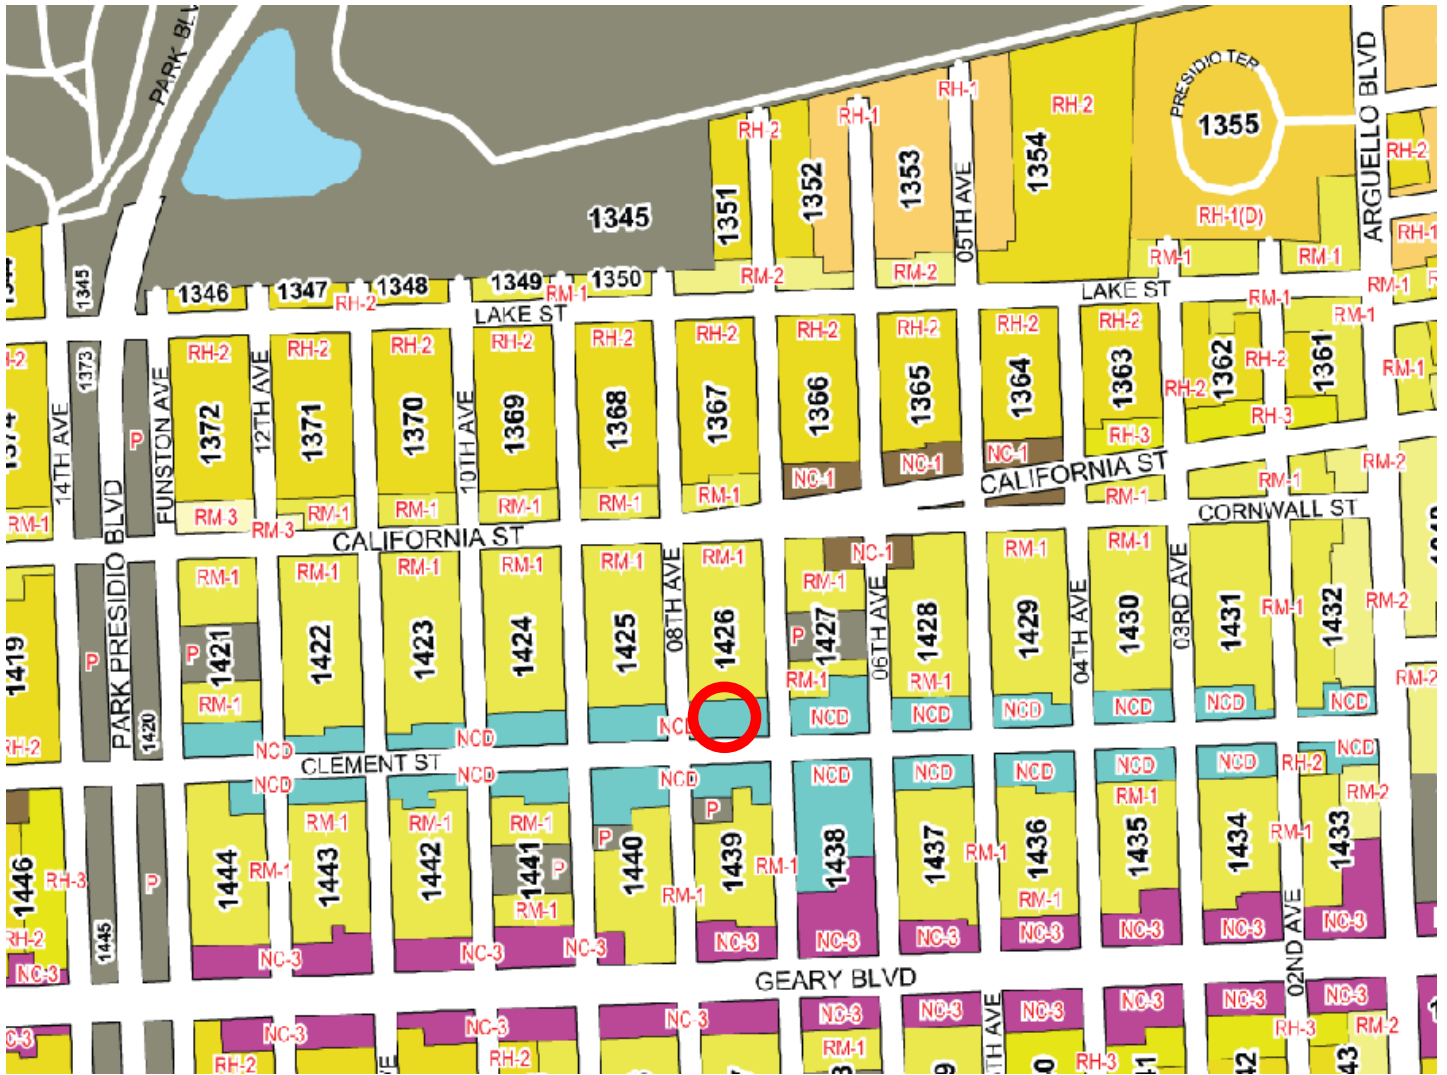 PARK BLV
PRESIDIO TER
ARGUELLO BLVD
RH-1
RH-2
RH-2
RH-1
1355
RH-2
1345
1351
1352
1353
05TH AVE
1354
RH-1(D)
RH-1
1345
RM-2
RM-2
RM-1
RM-1
1346
1347
1348
1349
1350
RH-2
RM-1
LAKE ST
LAKE ST
RM-1
RM-1
RM-1
1373
RH-2
RH-2
RH-2
RH-2
RH-2
RH-2
RH-2
RH-2
RH-2
RH-2
14TH AVE
P
FUNSTON AVE
1372
12TH AVE
1371
1370
10TH AVE
1369
1368
1367
1366
1365
1364
1363
1362
RH-2
1361
RM-1
RH-2
RH-3
RH-3
RM-1
RM-3
RM-3
RM-1
RM-1
RM-1
RM-1
RM-1
NC-1
NC-1
NC-1
CALIFORNIA ST
RM-1
RM-1
RM-2
CORNWALL ST
CALIFORNIA ST
PARK PRESIDIO BLVD
RM-1
RM-1
RM-1
RM-1
RM-1
08TH AVE
RM-1
RM-1
NC-1
RM-1
RM-1
1419
P
P
1421
1422
1423
1424
1425
1426
P
1427
06TH AVE
1428
1429
04TH AVE
1430
03RD AVE
1431
RM-1
1432
RM-2
RM-1
RM-1
RM-1
RM-2
RH-2
1420
NCD
NCD
NCD
NCD
NCD
NCD
NCD
NCD
NCD
CLEMENT ST
NCD
NCD
NCD
NCD
NCD
NCD
NCD
NCD
RH-2
NCD
1446
RH-3
P
1444
RM-1
RM-1
1443
RM-1
1442
RM-1
1441
P
RM-1
P
1440
RM-1
P
1439
RM-1
1438
1437
RM-1
1436
RM-1
RM-1
1435
1434
RM-1
RM-2
1433
RH-2
NC-3
1445
NC-3
NC-3
NC-3
NC-3
NC-3
NC-3
NC-3
NC-3
02ND AVE
NC-3
GEARY BLVD
NC-3
NC-3
NC-3
NC-3
NC-3
NC-3
NC-3
NC-3
NC-3
RH-2
RH-2
RM-1
RH-3
RH-3
RM-2